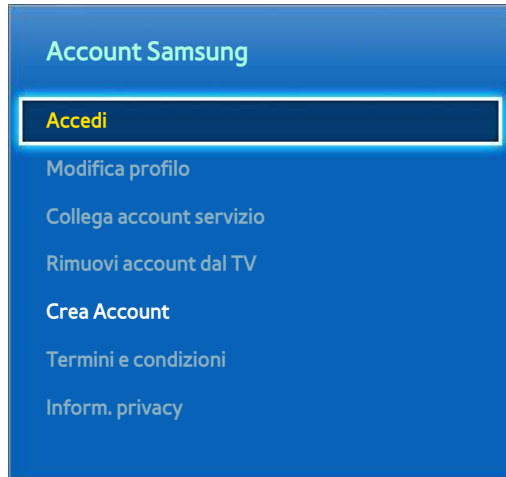 Account Samsung
Accedi
Modifica profilo
Collega account servizio
Rimuovi account dal TV
Crea Account
Termini e condizioni
Inform. privacy